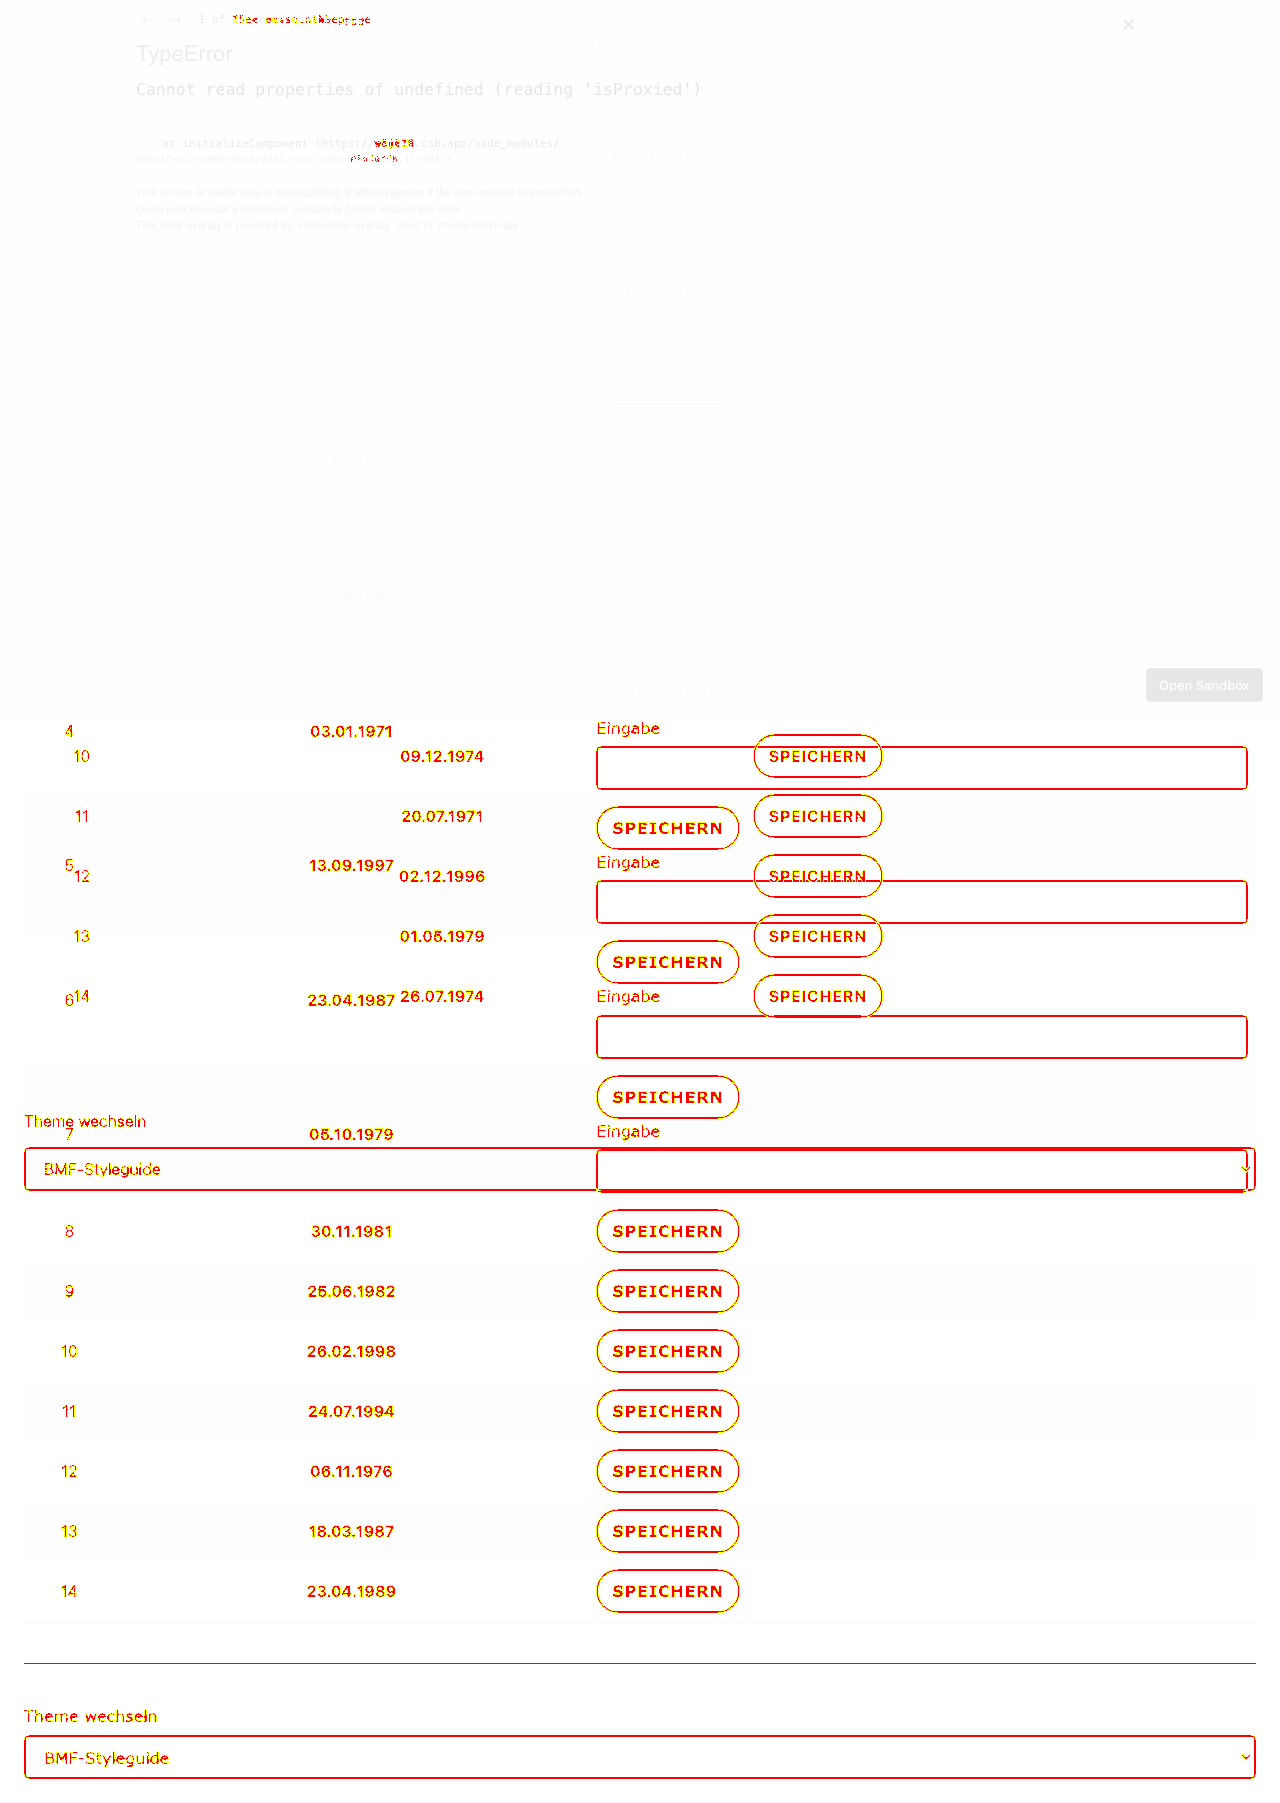 1 of
TypeError
Cannot read properties of undefined (reading 'isProxied')
at initializeComponent (https:/ csb.app/node_modules/
SPEICHERN
This screen is visible only in development. It will not appear if the app crashes in production.
Eingabe
Open your browser's developer console to further inspect this error.
This error overlay is powered by `react-error-overlay` used in `create-react-app`.
SPEICHERN
SPEICHERN
Eingabe
SPEICHERN
SPEICHERN
Open Sandbox
4 03.01.1971 Eingabe
10 09.12.1974 SPEICHERN
11 20.07.1971 SPEICHERN
SPEICHERN
5 13.09.1997 Eingabe
12 02.12.1996 SPEICHERN
13 01.05.1979 SPEICHERN
SPEICHERN
14 26.07.1974 SPEICHERN
6 23.04.1987 Eingabe
SPEICHERN
Theme wechseln
7 05.10.1979 Eingabe
BMF-Styleguide
8 30.11.1981 SPEICHERN
9 25.06.1982 SPEICHERN
10 26.02.1998 SPEICHERN
11 24.07.1994 SPEICHERN
12 06.11.1976 SPEICHERN
13 18.03.1987 SPEICHERN
14 23.04.1989 SPEICHERN
Theme wechseln
BMF-Styleguide